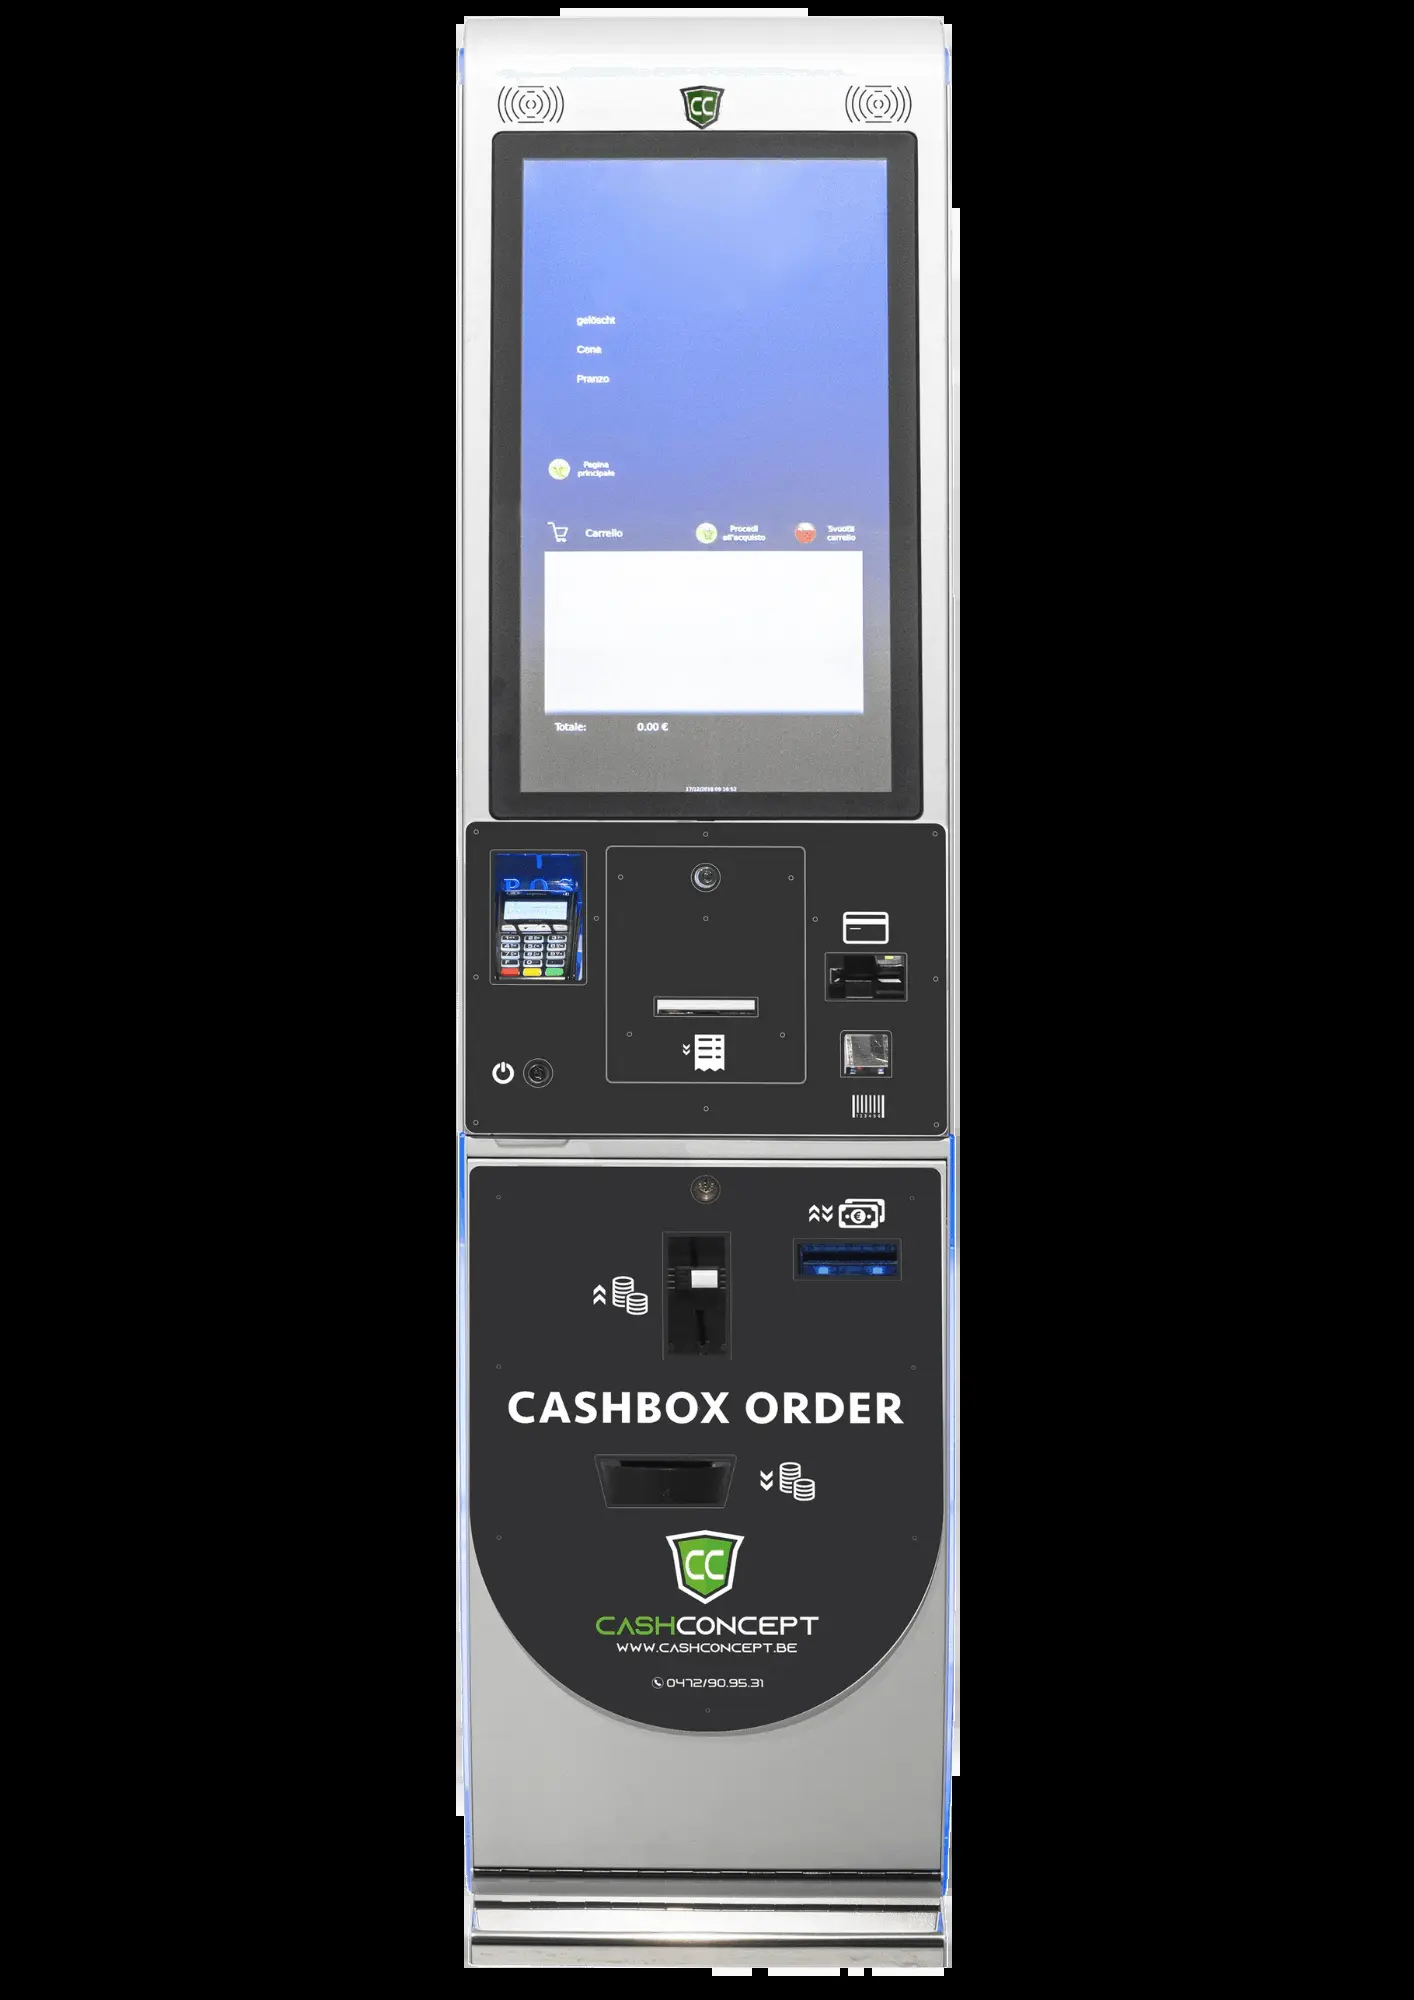 CC
gelöscht
Cena
Pranzo
Pagina
principale
Carrello
Procedi
all'acquisto
Svuota
carrello
Totale: 0.00 €
POS
CASHBOX ORDER
CC
CASHCONCEPT
WWW.CASHCONCEPT.BE
0472/90.95.31